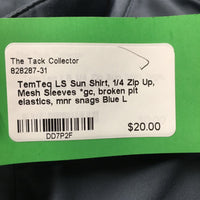 The Tack Collector
828287-31
TemTeq LS Sun Shirt, 1/4 Zip Up,
Mesh Sleeves *gc, broken pit
elastics, mnr snags Blue L
DD7P2F
$20.00